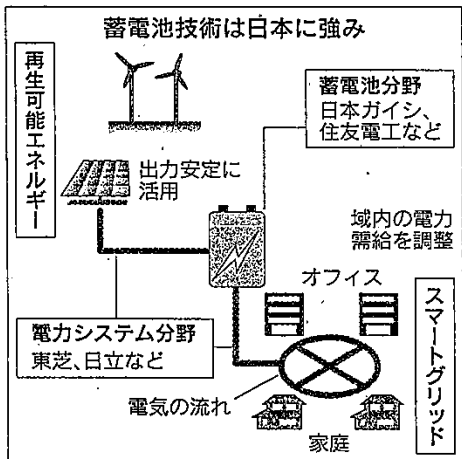 蓄電池技術は日本に強み
再生可能エネルギー
蓄電池分野
日本ガイシ、
住友電工など
出力安定に
活用
域内の電力
需給を調整
オフィス
スマートグリッド
電力システム分野
東芝、日立など
電気の流れ
家庭